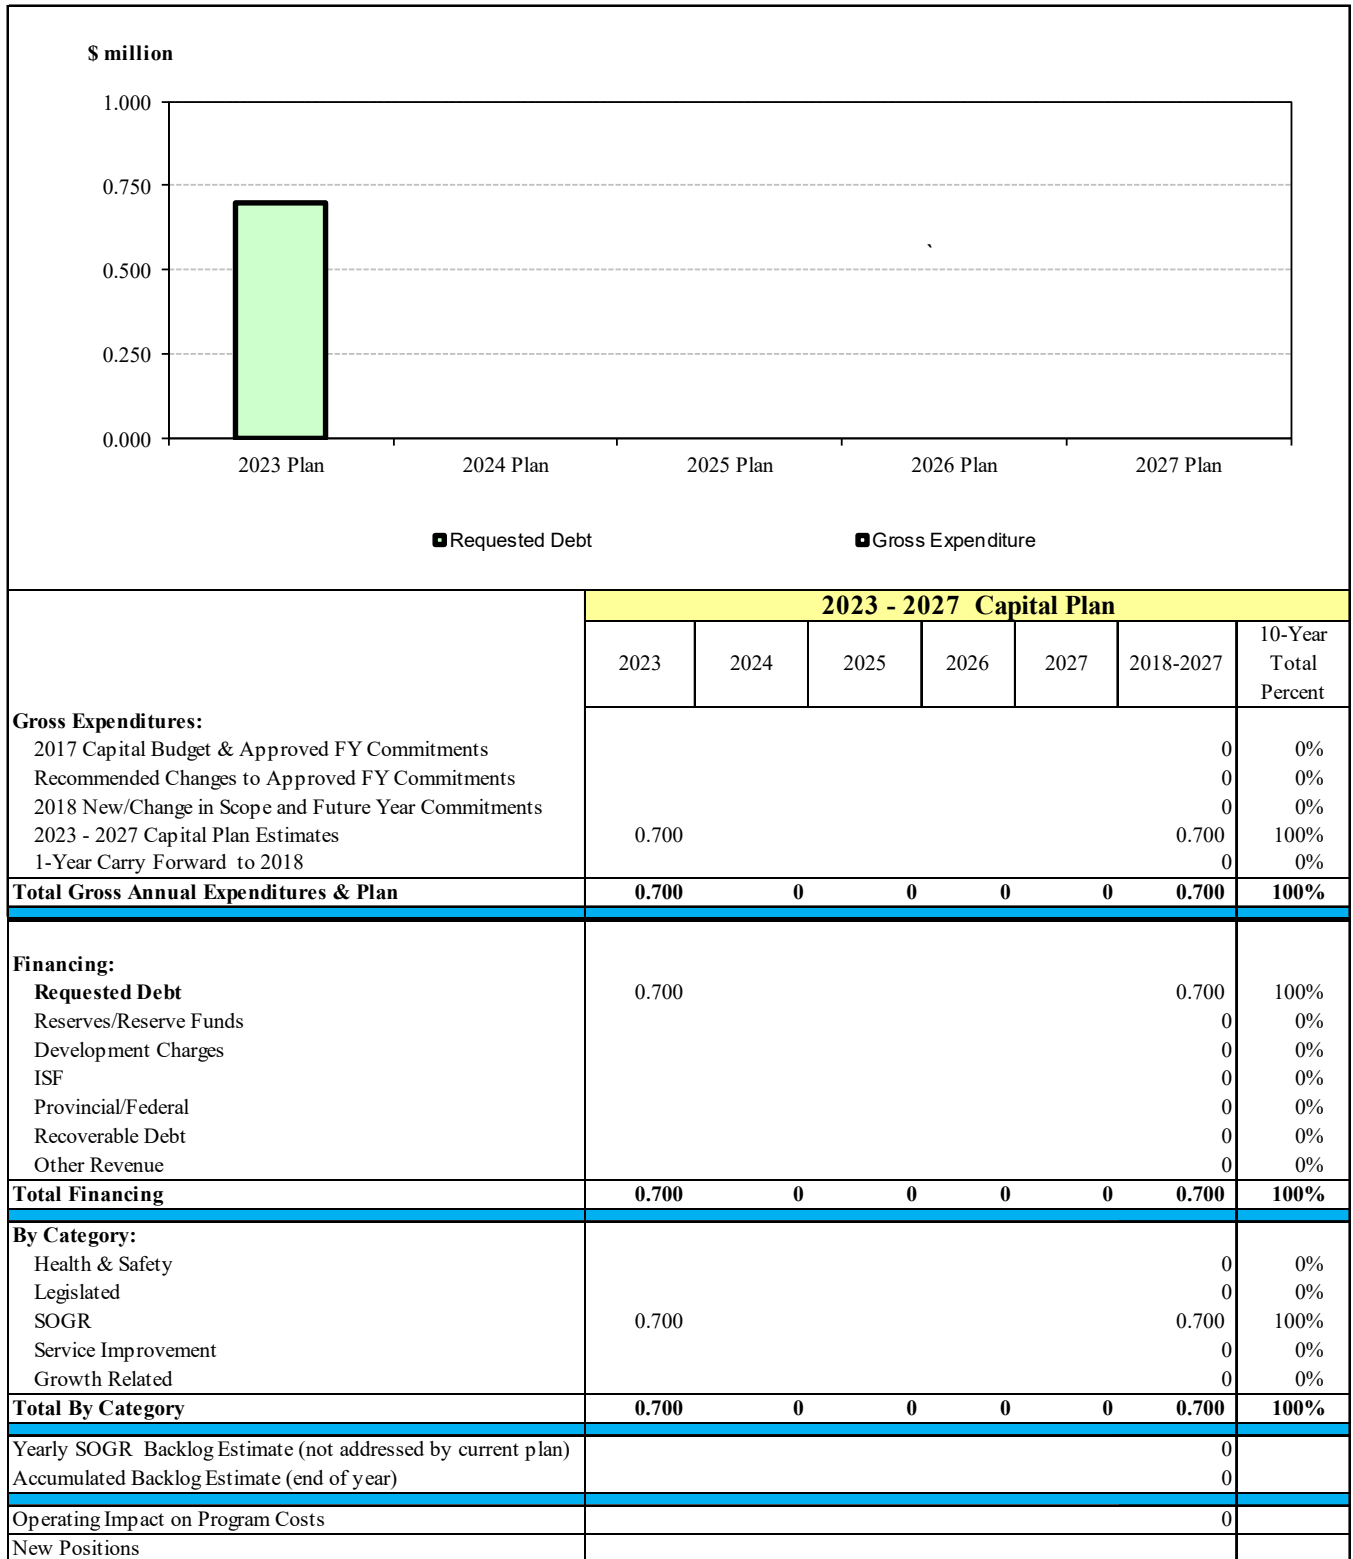 $ million
1.000
0.750
0.500
0.250
0.000
`
2023 Plan 2024 Plan 2025 Plan 2026 Plan 2027 Plan
Requested Debt Gross Expenditure
2023 - 2027 Capital Plan
2023 2024 2025 2026 2027 2018-2027 10-Year Total Percent
Gross Expenditures:
2017 Capital Budget & Approved FY Commitments 0 0%
Recommended Changes to Approved FY Commitments 0 0%
2018 New/Change in Scope and Future Year Commitments 0 0%
2023 - 2027 Capital Plan Estimates 0.700 0.700 100%
1-Year Carry Forward to 2018 0 0%
Total Gross Annual Expenditures & Plan 0.700 0 0 0 0 0.700 100%
Financing:
Requested Debt 0.700 0.700 100%
Reserves/Reserve Funds 0 0%
Development Charges 0 0%
ISF 0 0%
Provincial/Federal 0 0%
Recoverable Debt 0 0%
Other Revenue 0 0%
Total Financing 0.700 0 0 0 0 0.700 100%
By Category:
Health & Safety 0 0%
Legislated 0 0%
SOGR 0.700 0.700 100%
Service Improvement 0 0%
Growth Related 0 0%
Total By Category 0.700 0 0 0 0 0.700 100%
Yearly SOGR Backlog Estimate (not addressed by current plan) 0
Accumulated Backlog Estimate (end of year) 0
Operating Impact on Program Costs 0
New Positions